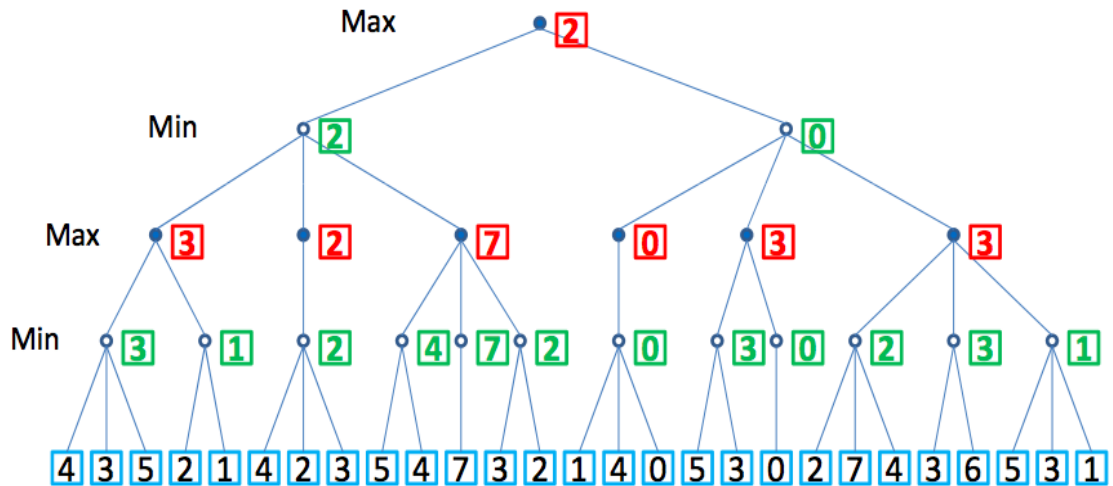 Max 2
Min 2 0
Max 3 2 7 0 3 3
Min 3 1 2 4 7 2 0 3 0 2 3 1
4 3 5 2 1 4 2 3 5 4 7 3 2 1 4 0 5 3 0 2 7 4 3 6 5 3 1